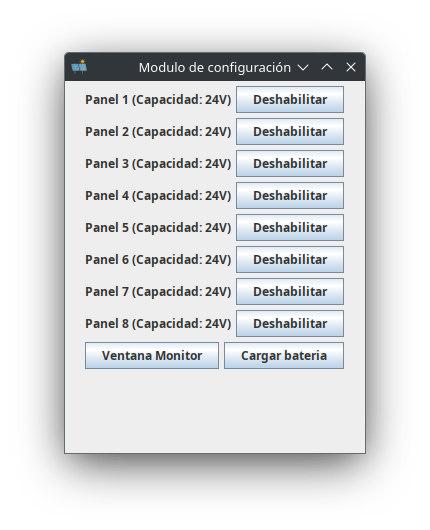 Modulo de configuración
Panel 1 (Capacidad: 24V) Deshabilitar
Panel 2 (Capacidad: 24V) Deshabilitar
Panel 3 (Capacidad: 24V) Deshabilitar
Panel 4 (Capacidad: 24V) Deshabilitar
Panel 5 (Capacidad: 24V) Deshabilitar
Panel 6 (Capacidad: 24V) Deshabilitar
Panel 7 (Capacidad: 24V) Deshabilitar
Panel 8 (Capacidad: 24V) Deshabilitar
Ventana Monitor Cargar bateria